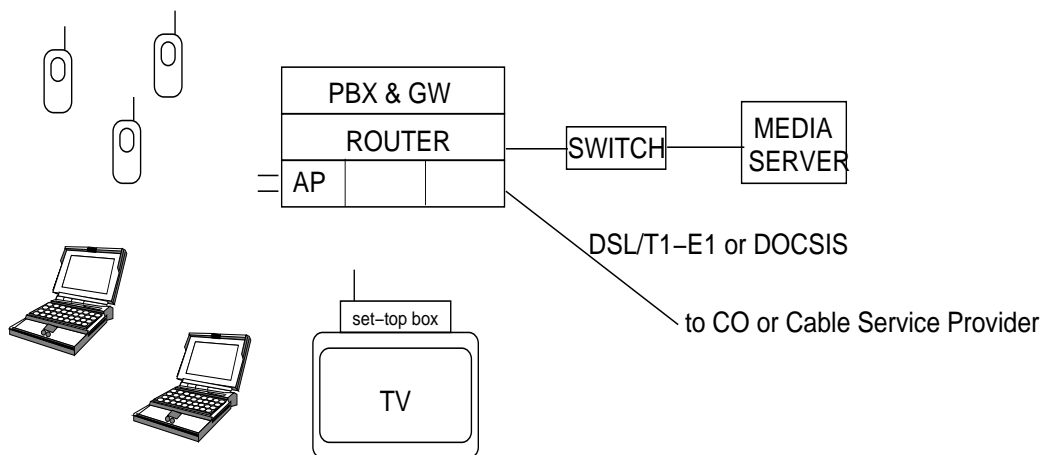 PBX & GW
ROUTER
AP
SWITCH
MEDIA
SERVER
DSL/T1–E1 or DOCSIS
to CO or Cable Service Provider
set–top box
TV